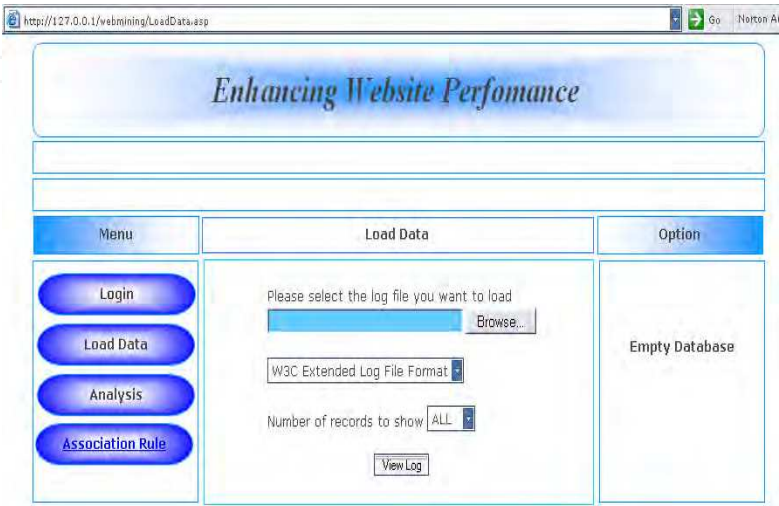 http://127.0.0.1/webmining/LoadData.asp
Go
Norton
Enhancing Website Perfomance
Menu
Load Data
Option
Login
Load Data
Analysis
Association Rule
Please select the log file you want to load
Browse...
W3C Extended Log File Format
Number of records to show ALL
View Log
Empty Database